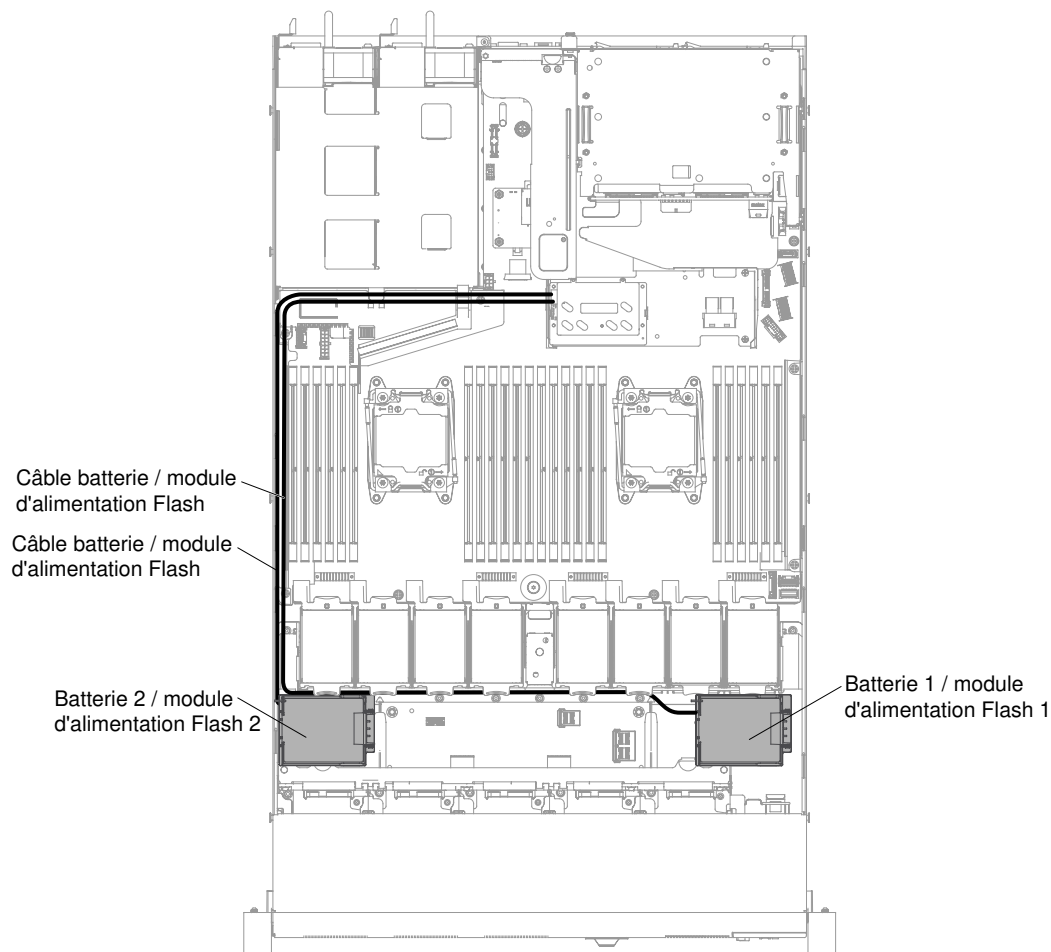 Câble batterie / module
d'alimentation Flash
Câble batterie / module
d'alimentation Flash
Batterie 2 / module
d'alimentation Flash 2
Batterie 1 / module
d'alimentation Flash 1